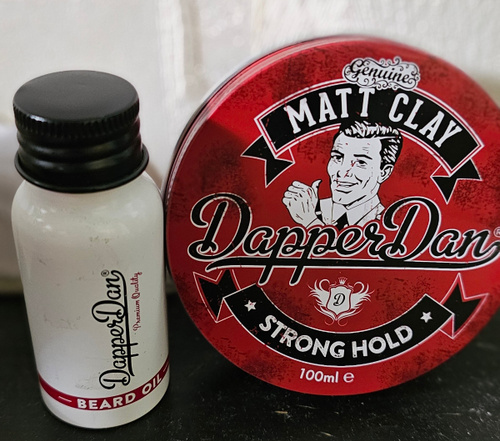 DapperDan®
Premium Quality
BEARD OIL
Genuine
MATT CLAY
DapperDan®
D
STRONG HOLD
100ml e